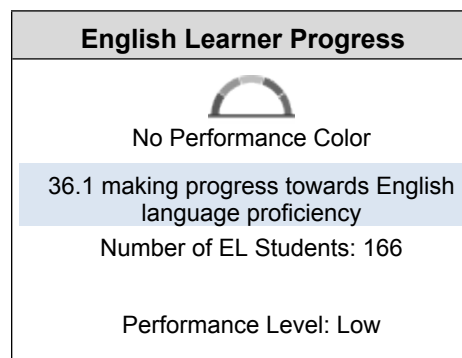 English Learner Progress
No Performance Color
36.1 making progress towards English
language proficiency
Number of EL Students: 166
Performance Level: Low